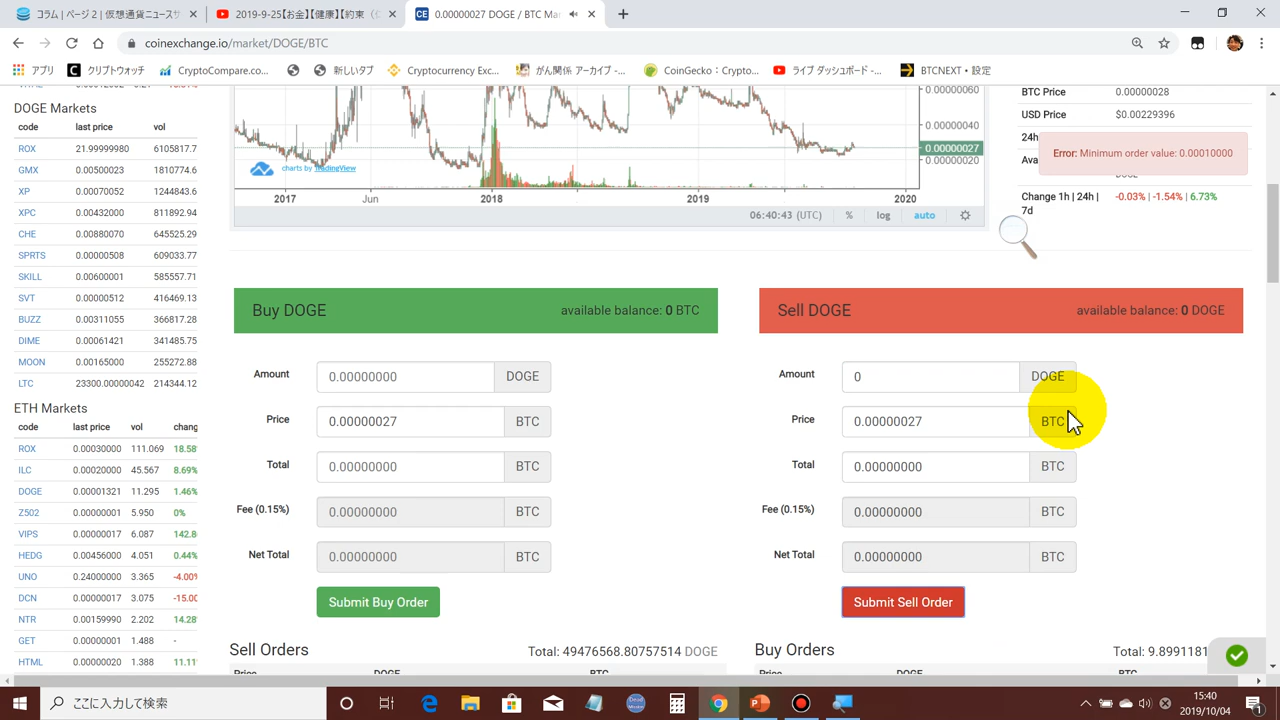 コラム | ページ 2 | 仮想通貨ニュースサ
2019-9-25【お金】【健康】【約束 (
CE 0.00000027 DOGE / BTC Ma
coinexchange.io/market/DOGE/BTC
アプリ クリプトウォッチ CryptoCompare.co... 新しいタブ Cryptocurrency Exc... がん関係 アーカイブ -... CoinGecko : Crypto... ライブ ダッシュボード -... BTCNEXT・設定
DOGE Markets
code last price vol
ROX 21.99999980 6105817.7
GMX 0.00500023 1810774.6
XP 0.00070052 1244843.6
XPC 0.00432000 811892.94
CHE 0.00880070 645525.29
SPRTS 0.00000508 609033.77
SKILL 0.00600001 585557.71
SVT 0.00000512 416469.13
BUZZ 0.00311055 366817.28
DIME 0.00061421 341485.75
MOON 0.00165000 255272.88
LTC 23300.00000042 214344.12
ETH Markets
code last price vol chang
ROX 0.00030000 111.069 18.58
ILC 0.00020000 45.567 8.69%
DOGE 0.00001321 11.295 1.46%
Z502 0.00000001 5.950 0%
VIPS 0.00000017 6.087 142.8
HEDG 0.00456000 4.051 0.44%
UNO 0.24000000 3.365 -4.00%
DCN 0.00000017 3.075 -15.00
NTR 0.00159990 2.202 14.28
GET 0.00000001 1.488 -
HTML 0.00000020 1.388 11.11
0.00000060
0.00000040
0.00000027
0.00000020
charts by TradingView
2017 Jun 2018 2019 2020
06:40:43 (UTC) % log auto
BTC Price 0.00000028
USD Price $0.00229396
24h
Error: Minimum order value: 0.00010000
Ava
DOGE
Change 1h | 24h | 7d -0.03% | -1.54% | 6.73%
Buy DOGE available balance: 0 BTC
Amount 0.00000000 DOGE
Price 0.00000027 BTC
Total 0.00000000 BTC
Fee (0.15%) 0.00000000 BTC
Net Total 0.00000000 BTC
Submit Buy Order
Sell DOGE available balance: 0 DOGE
Amount 0 DOGE
Price 0.00000027 BTC
Total 0.00000000 BTC
Fee (0.15%) 0.00000000 BTC
Net Total 0.00000000 BTC
Submit Sell Order
Sell Orders Total: 49476568.80757514 DOGE
Price DOGE BTC
Buy Orders Total: 9.8991181
Price DOGE BTC
ここに入力して検索
15:40
2019/10/04